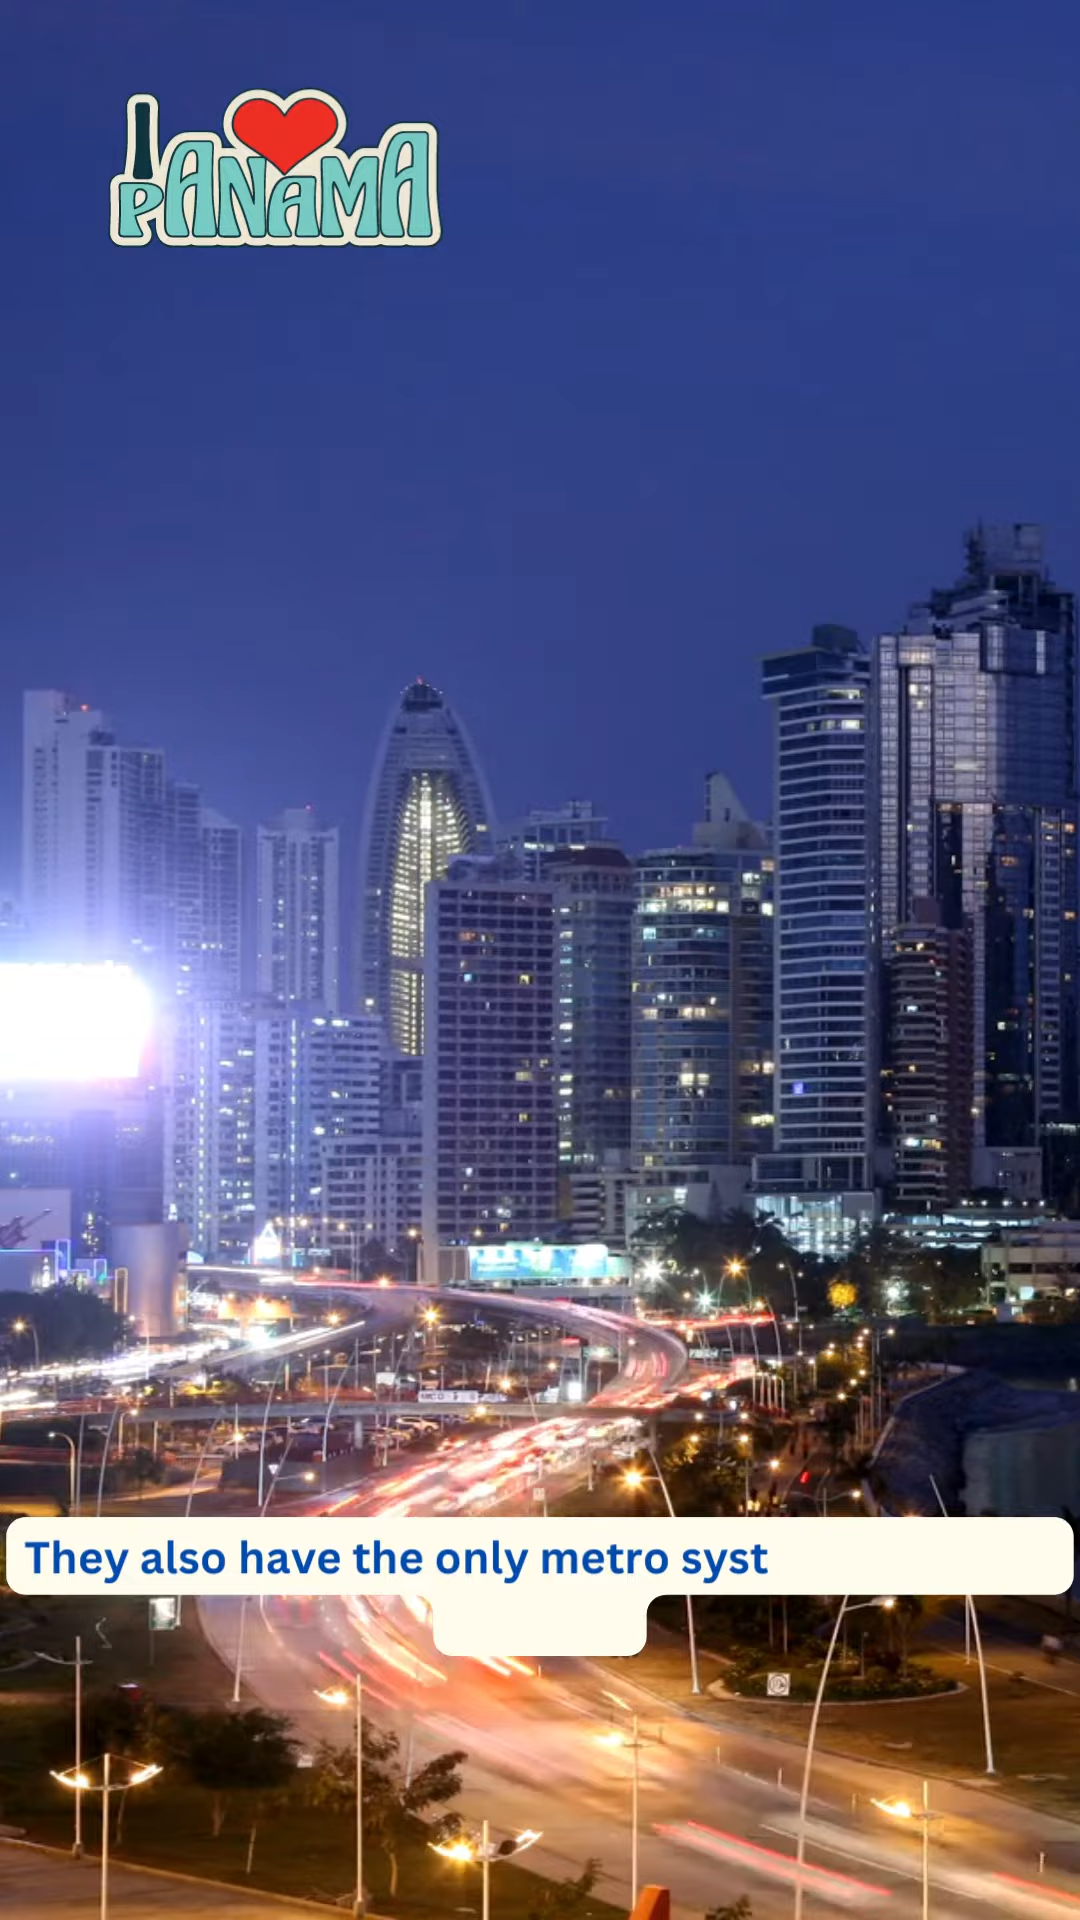 I
PANAMA
They also have the only metro syst